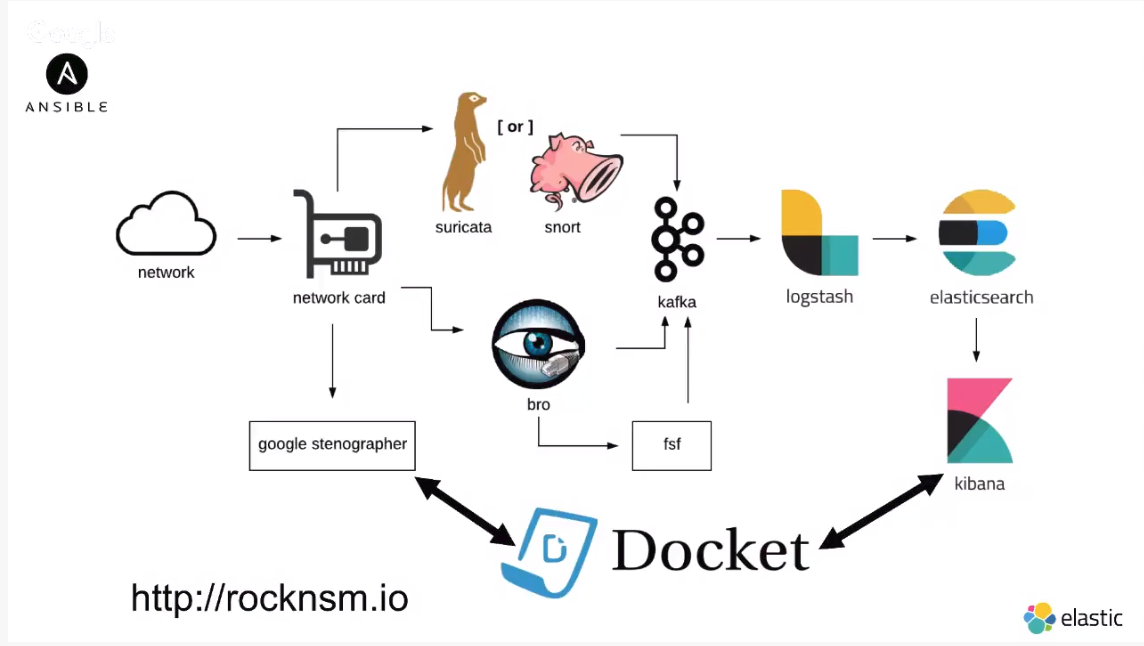 Google
ANSIBLE
[ or ]
suricata
snort
network
network card
kafka
logstash
elasticsearch
bro
google stenographer
fsf
kibana
Docket
http://rocknsm.io
elastic